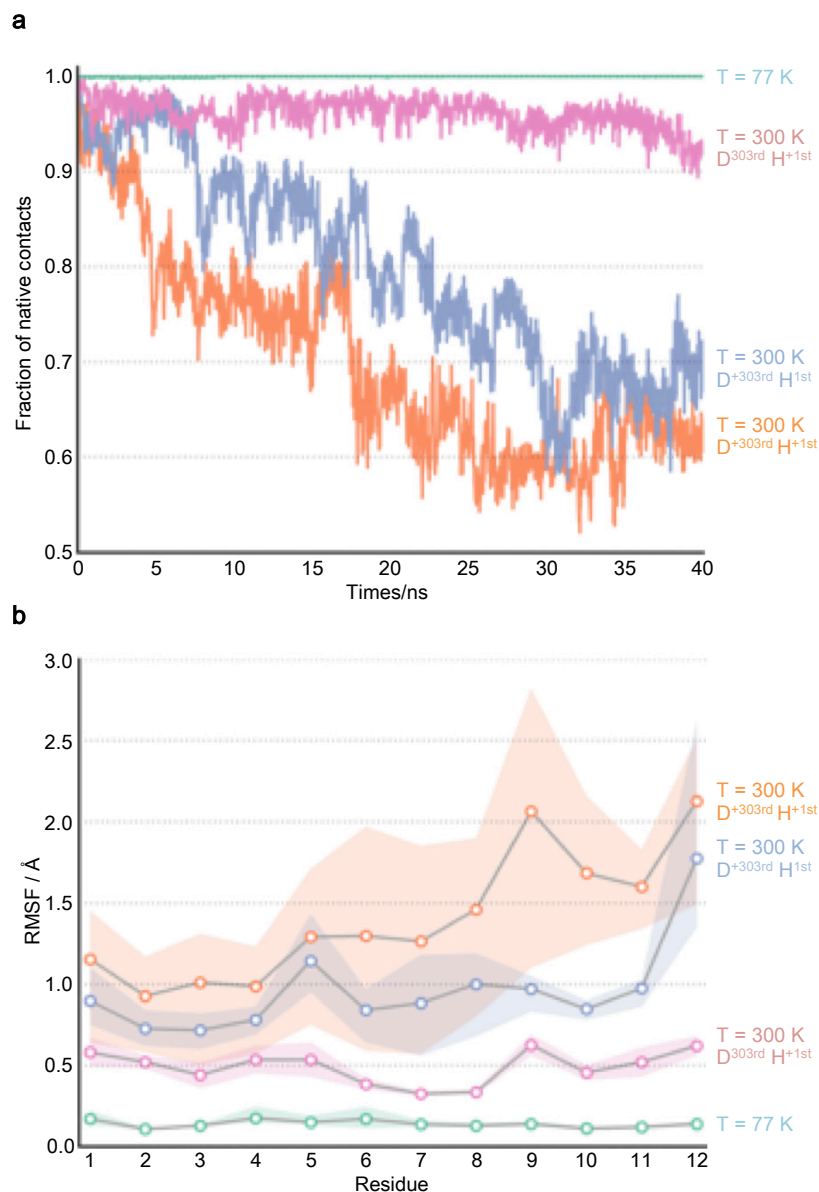 a
1.0
0.9
0.8
0.7
0.6
0.5
Fraction of native contacts
0 5 10 15 20 25 30 35 40
Times/ns
T = 77 K
T = 300 K
D303rd H+1st
T = 300 K
D+303rd H1st
T = 300 K
D+303rd H+1st
b
3.0
2.5
2.0
1.5
1.0
0.5
0.0
RMSF / Å
1 2 3 4 5 6 7 8 9 10 11 12
Residue
T = 300 K
D+303rd H+1st
T = 300 K
D+303rd H1st
T = 300 K
D303rd H+1st
T = 77 K